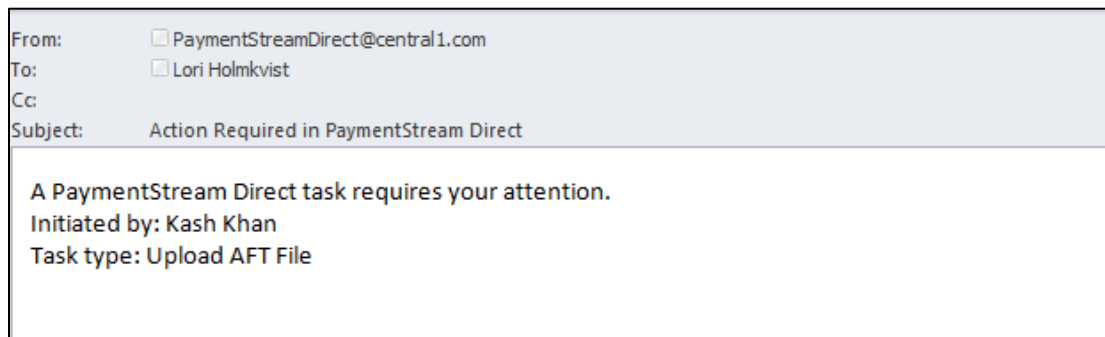 From: PaymentStreamDirect@central1.com
To: Lori Holmkvist
Cc:
Subject: Action Required in PaymentStream Direct
A PaymentStream Direct task requires your attention.
Initiated by: Kash Khan
Task type: Upload AFT File